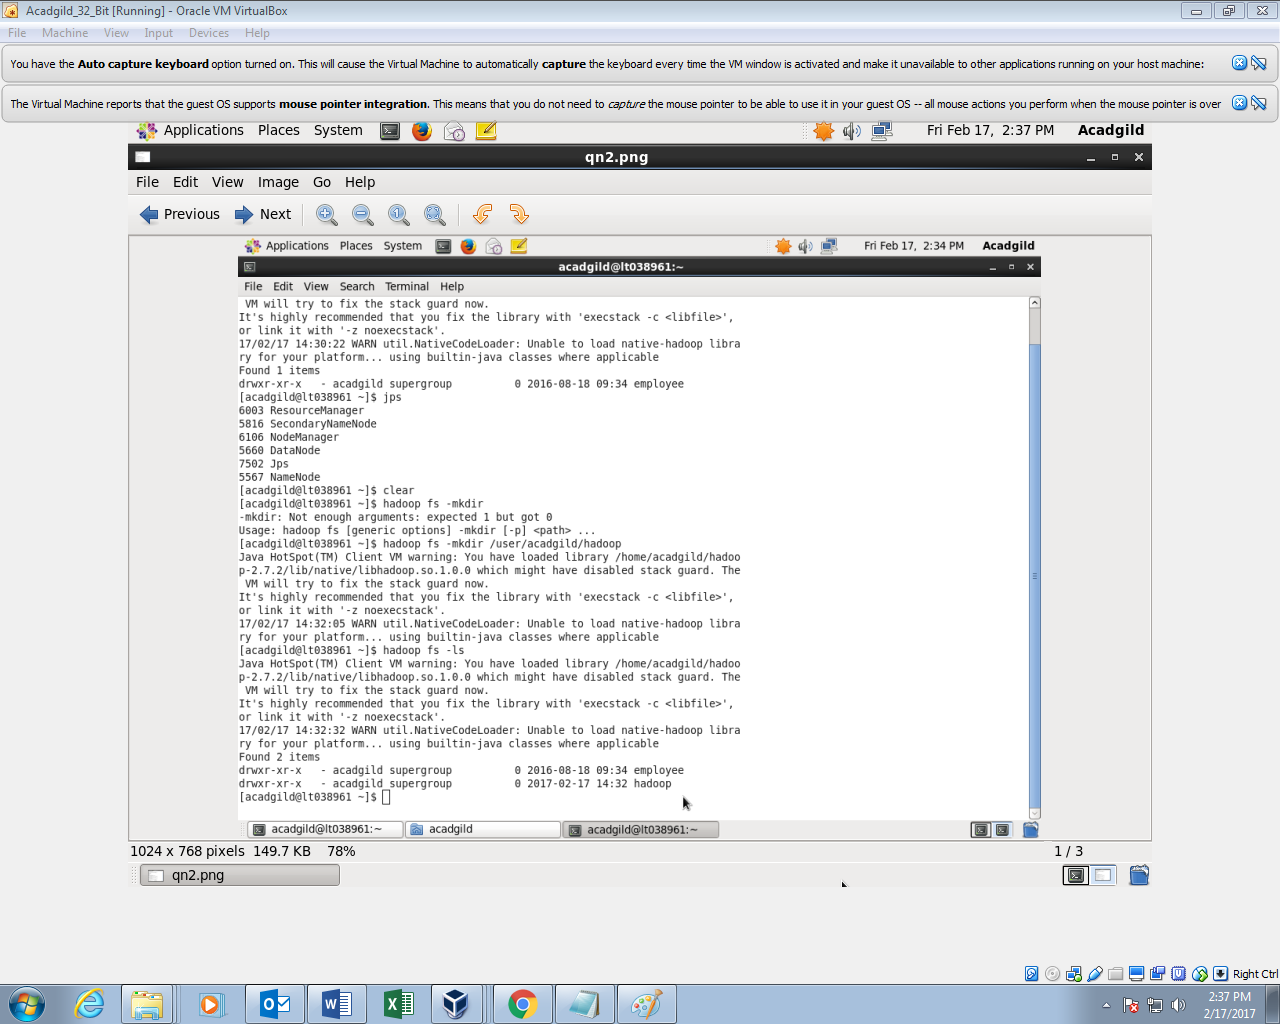 Acadgild_32_Bit [Running] - Oracle VM VirtualBox
File Machine View Input Devices Help
You have the Auto capture keyboard option turned on. This will cause the Virtual Machine to automatically capture the keyboard every time the VM window is activated and make it unavailable to other applications running on your host machine:
The Virtual Machine reports that the guest OS supports mouse pointer integration. This means that you do not need to capture the mouse pointer to be able to use it in your guest OS -- all mouse actions you perform when the mouse pointer is over
Applications Places System Fri Feb 17, 2:37 PM Acadgild
qn2.png
File Edit View Image Go Help
Previous Next
Applications Places System Fri Feb 17, 2:34 PM Acadgild
acadgild@lt038961:~
File Edit View Search Terminal Help
VM will try to fix the stack guard now.
It's highly recommended that you fix the library with 'execstack -c <libfile>',
or link it with '-z noexecstack'.
17/02/17 14:30:22 WARN util.NativeCodeLoader: Unable to load native-hadoop libra
ry for your platform... using builtin-java classes where applicable
Found 1 items
drwxr-xr-x - acadgild supergroup 0 2016-08-18 09:34 employee
[acadgild@lt038961 ~]$ jps
6003 ResourceManager
5816 SecondaryNameNode
6106 NodeManager
5660 DataNode
7502 Jps
5567 NameNode
[acadgild@lt038961 ~]$ clear
[acadgild@lt038961 ~]$ hadoop fs -mkdir
-mkdir: Not enough arguments: expected 1 but got 0
Usage: hadoop fs [generic options] -mkdir [-p] <path> ...
[acadgild@lt038961 ~]$ hadoop fs -mkdir /user/acadgild/hadoop
Java HotSpot(TM) Client VM warning: You have loaded library /home/acadgild/hadoo
p-2.7.2/lib/native/libhadoop.so.1.0.0 which might have disabled stack guard. The
VM will try to fix the stack guard now.
It's highly recommended that you fix the library with 'execstack -c <libfile>',
or link it with '-z noexecstack'.
17/02/17 14:32:05 WARN util.NativeCodeLoader: Unable to load native-hadoop libra
ry for your platform... using builtin-java classes where applicable
[acadgild@lt038961 ~]$ hadoop fs -ls
Java HotSpot(TM) Client VM warning: You have loaded library /home/acadgild/hadoo
p-2.7.2/lib/native/libhadoop.so.1.0.0 which might have disabled stack guard. The
VM will try to fix the stack guard now.
It's highly recommended that you fix the library with 'execstack -c <libfile>',
or link it with '-z noexecstack'.
17/02/17 14:32:32 WARN util.NativeCodeLoader: Unable to load native-hadoop libra
ry for your platform... using builtin-java classes where applicable
Found 2 items
drwxr-xr-x - acadgild supergroup 0 2016-08-18 09:34 employee
drwxr-xr-x - acadgild supergroup 0 2017-02-17 14:32 hadoop
[acadgild@lt038961 ~]$
acadgild@lt038961:~ acadgild acadgild@lt038961:~
1024 x 768 pixels 149.7 KB 78% 1 / 3
qn2.png
Right Ctrl
2:37 PM
2/17/2017